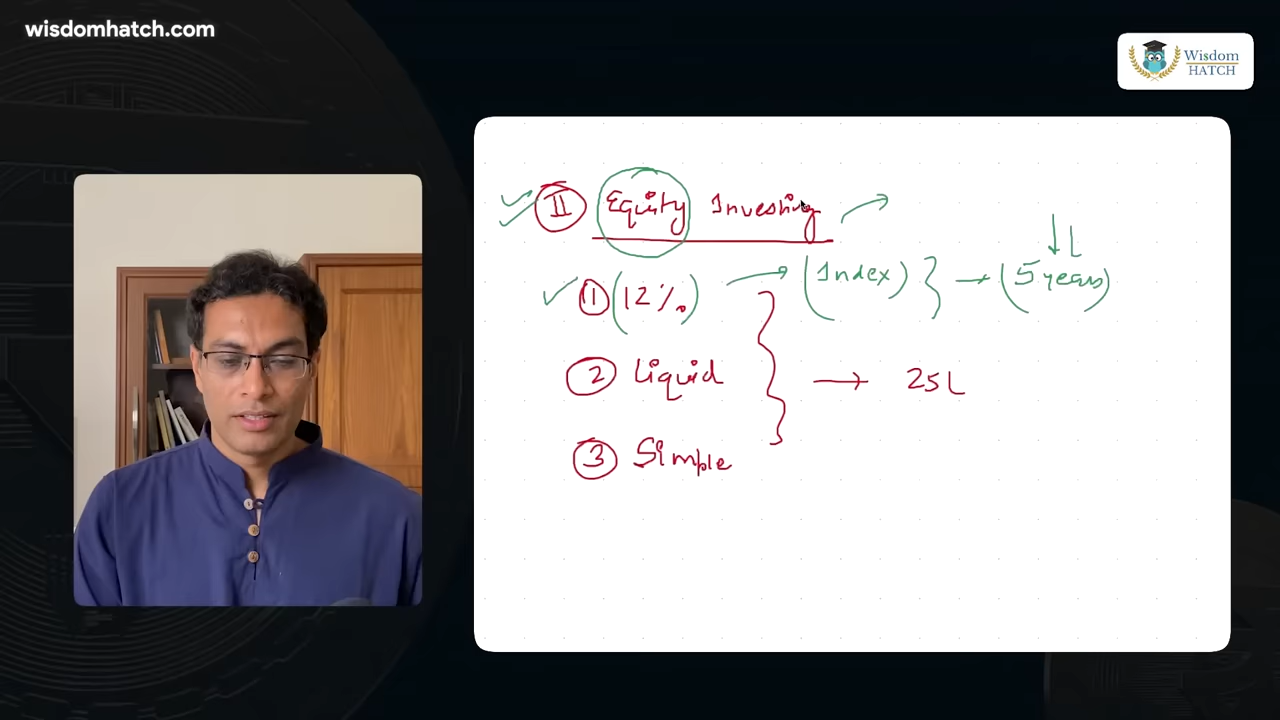 wisdomhatch.com
Wisdom
HATCH
II Equity Investing
1 (12%) → (Index) } → (5 years)
2 Liquid → 25L
3 Simple